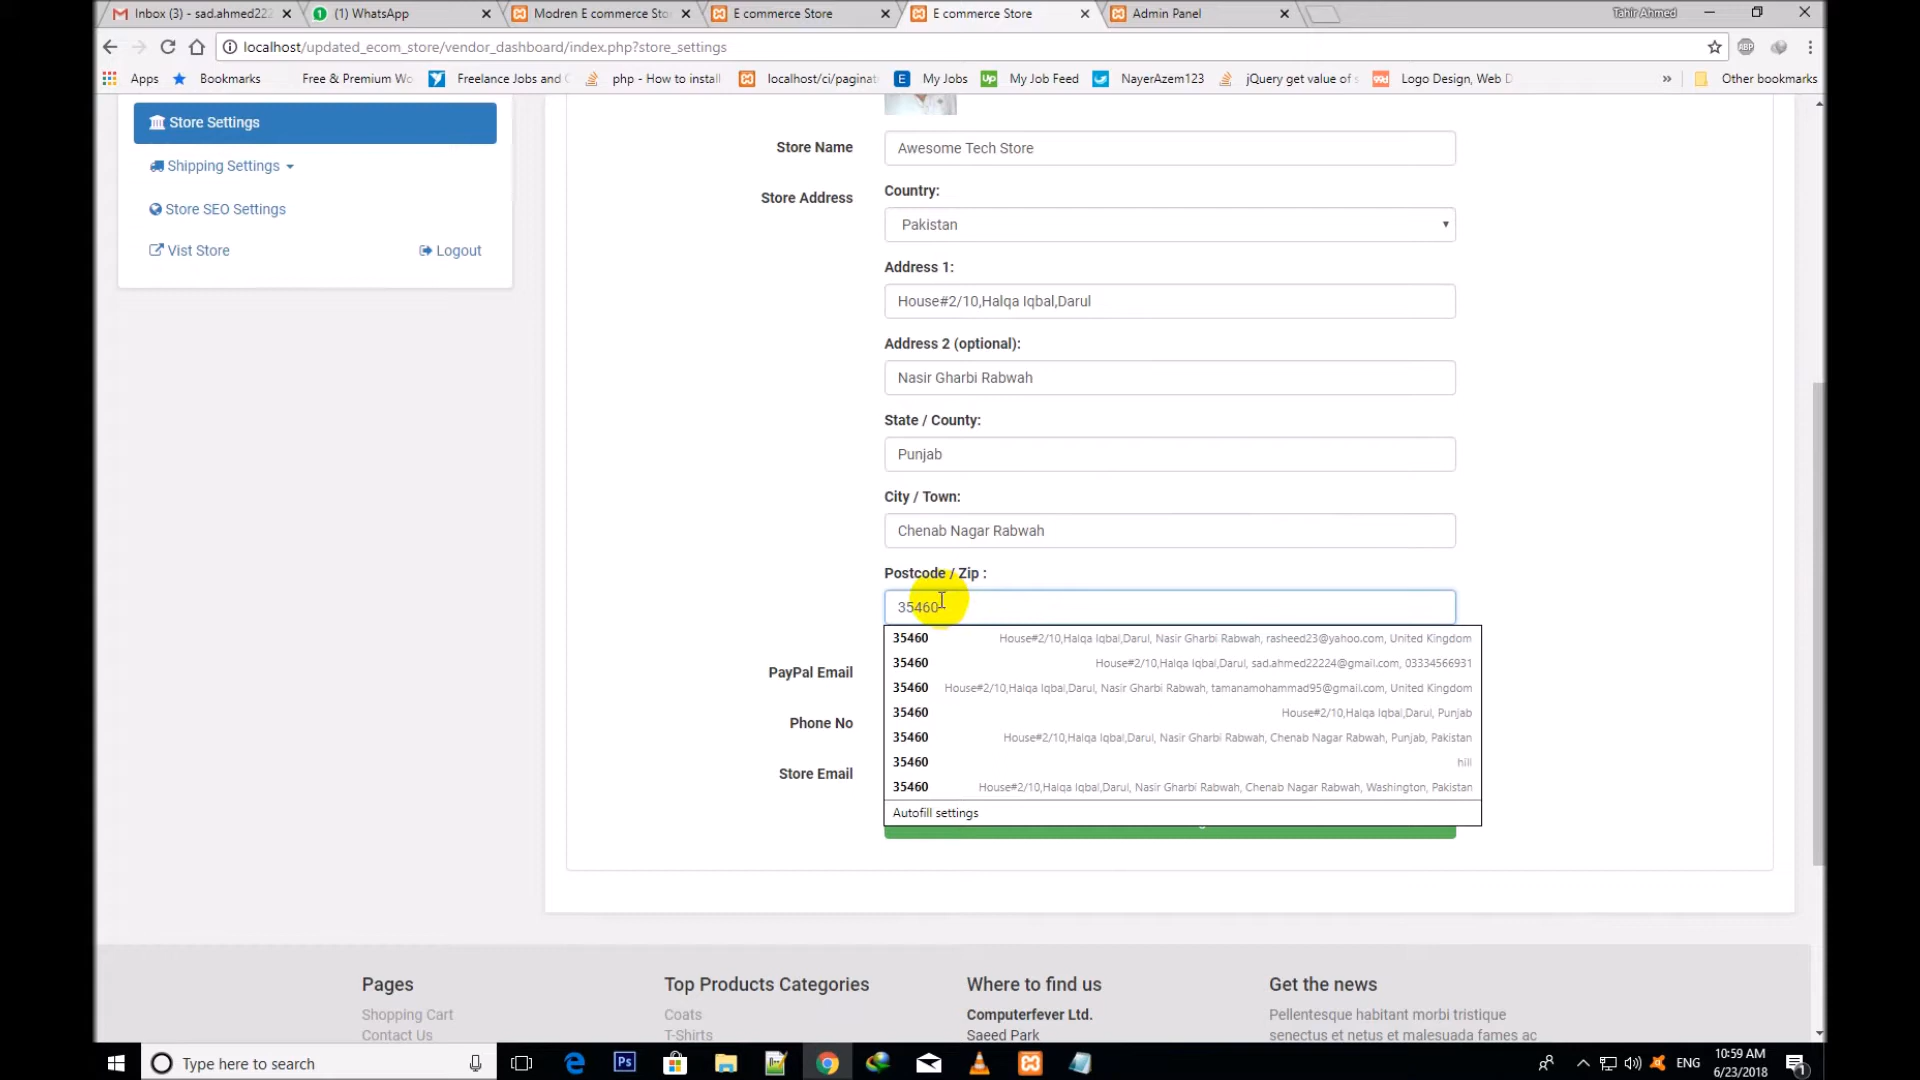 Inbox (3) - sad.ahmed222
(1) WhatsApp
Modren E commerce Sto
E commerce Store
E commerce Store
Admin Panel
Tahir Ahmed
localhost/updated_ecom_store/vendor_dashboard/index.php?store_settings
ABP
Apps
Bookmarks
Free & Premium Wo
Freelance Jobs and
php - How to install
localhost/ci/paginat
My Jobs
My Job Feed
NayerAzem123
jQuery get value of s
Logo Design, Web D
»
Other bookmarks
Store Settings
Shipping Settings
Store SEO Settings
Vist Store
Logout
Store Name
Awesome Tech Store
Store Address
Country:
Pakistan
Address 1:
House#2/10,Halqa Iqbal,Darul
Address 2 (optional):
Nasir Gharbi Rabwah
State / County:
Punjab
City / Town:
Chenab Nagar Rabwah
Postcode / Zip :
35460
35460 House#2/10,Halqa Iqbal,Darul, Nasir Gharbi Rabwah, rasheed23@yahoo.com, United Kingdom
35460 House#2/10,Halqa Iqbal,Darul, sad.ahmed22224@gmail.com, 03334566931
35460 House#2/10,Halqa Iqbal,Darul, Nasir Gharbi Rabwah, tamanamohammad95@gmail.com, United Kingdom
35460 House#2/10,Halqa Iqbal,Darul, Punjab
35460 House#2/10,Halqa Iqbal,Darul, Nasir Gharbi Rabwah, Chenab Nagar Rabwah, Punjab, Pakistan
35460 hill
35460 House#2/10,Halqa Iqbal,Darul, Nasir Gharbi Rabwah, Chenab Nagar Rabwah, Washington, Pakistan
Autofill settings
PayPal Email
Phone No
Store Email
Pages
Shopping Cart
Contact Us
Top Products Categories
Coats
T-Shirts
Where to find us
Computerfever Ltd.
Saeed Park
Get the news
Pellentesque habitant morbi tristique
senectus et netus et malesuada fames ac
Type here to search
Ps
ENG
10:59 AM
6/23/2018